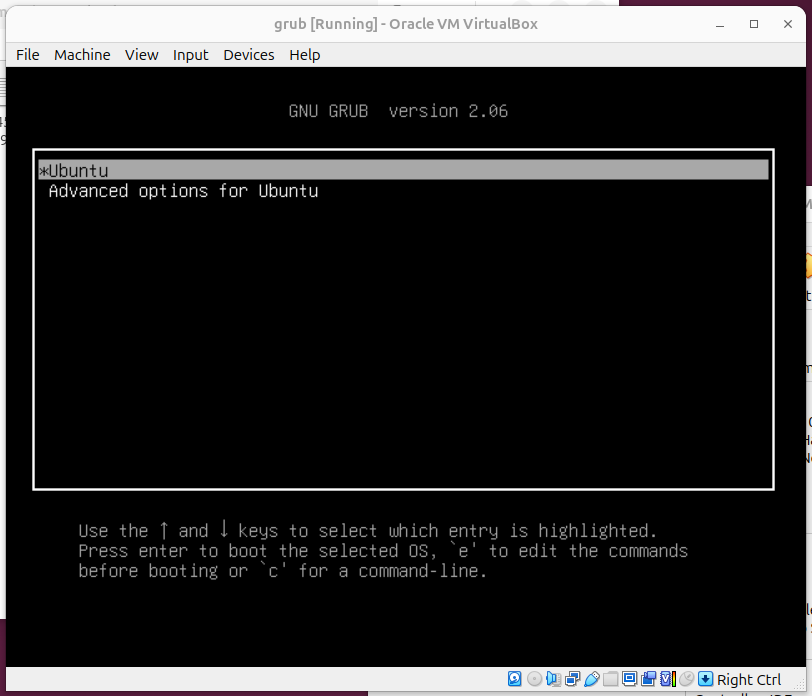 grub [Running] - Oracle VM VirtualBox
File Machine View Input Devices Help
GNU GRUB version 2.06
*Ubuntu
Advanced options for Ubuntu
Use the ↑ and ↓ keys to select which entry is highlighted.
Press enter to boot the selected OS, `e' to edit the commands
before booting or `c' for a command-line.
Right Ctrl